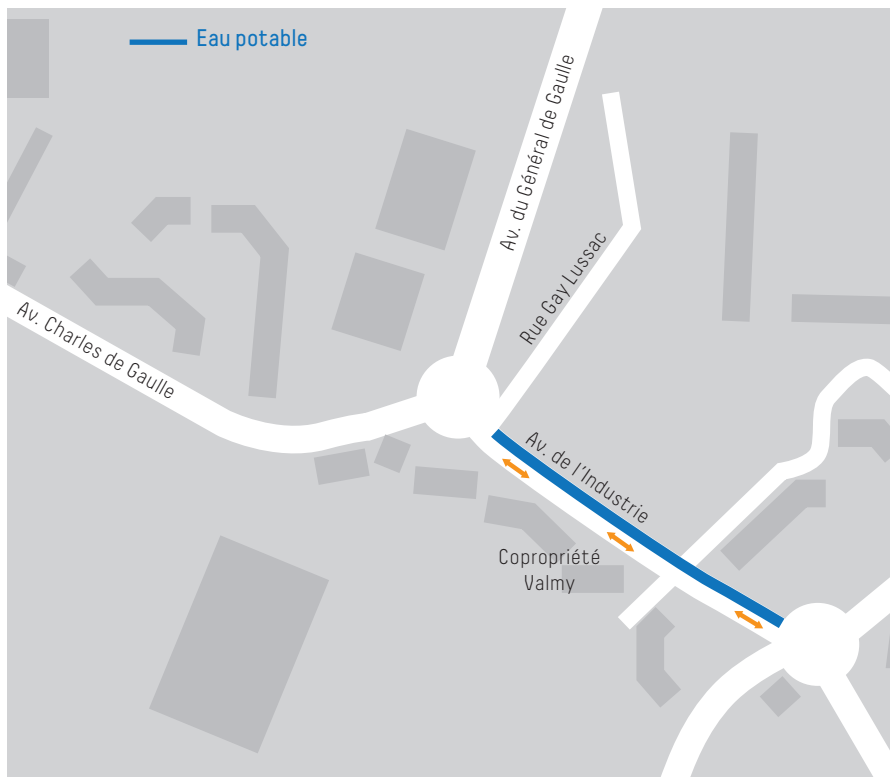 Eau potable
Av. du Général de Gaulle
Rue Gay Lussac
Av. Charles de Gaulle
Av. de l'Industrie
Copropriété
Valmy